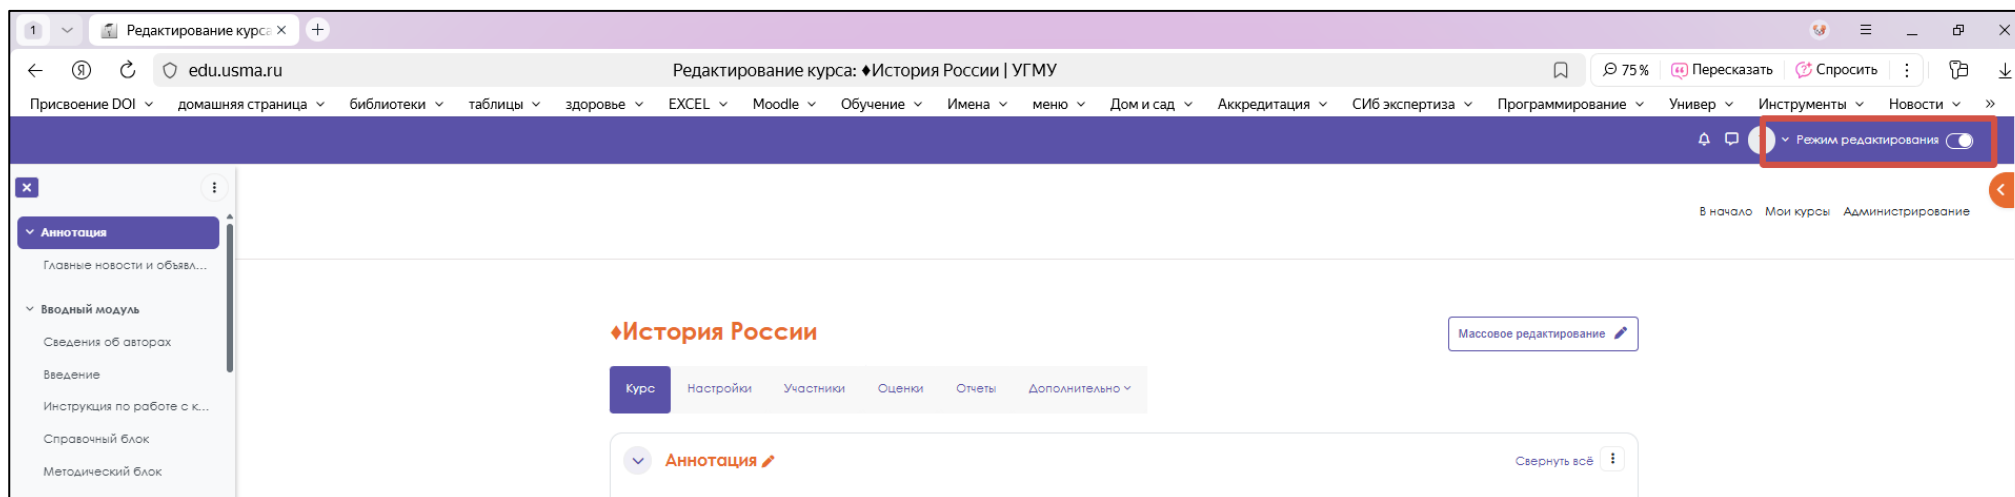 1 Редактирование курса
edu.usma.ru Редактирование курса: ♦История России | УГМУ 75 % Пересказать Спросить
Присвоение DOI домашняя страница библиотеки таблицы здоровье EXCEL Moodle Обучение Имена меню Дом и сад Аккредитация СИб экспертиза Программирование Универ Инструменты Новости »
Режим редактирования
В начало Мои курсы Администрирование
Аннотация
Главные новости и объявл...
Вводный модуль
Сведения об авторах
Введение
Инструкция по работе с к...
Справочный блок
Методический блок
♦История России
Массовое редактирование
Курс Настройки Участники Оценки Отчеты Дополнительно
Аннотация
Свернуть всё